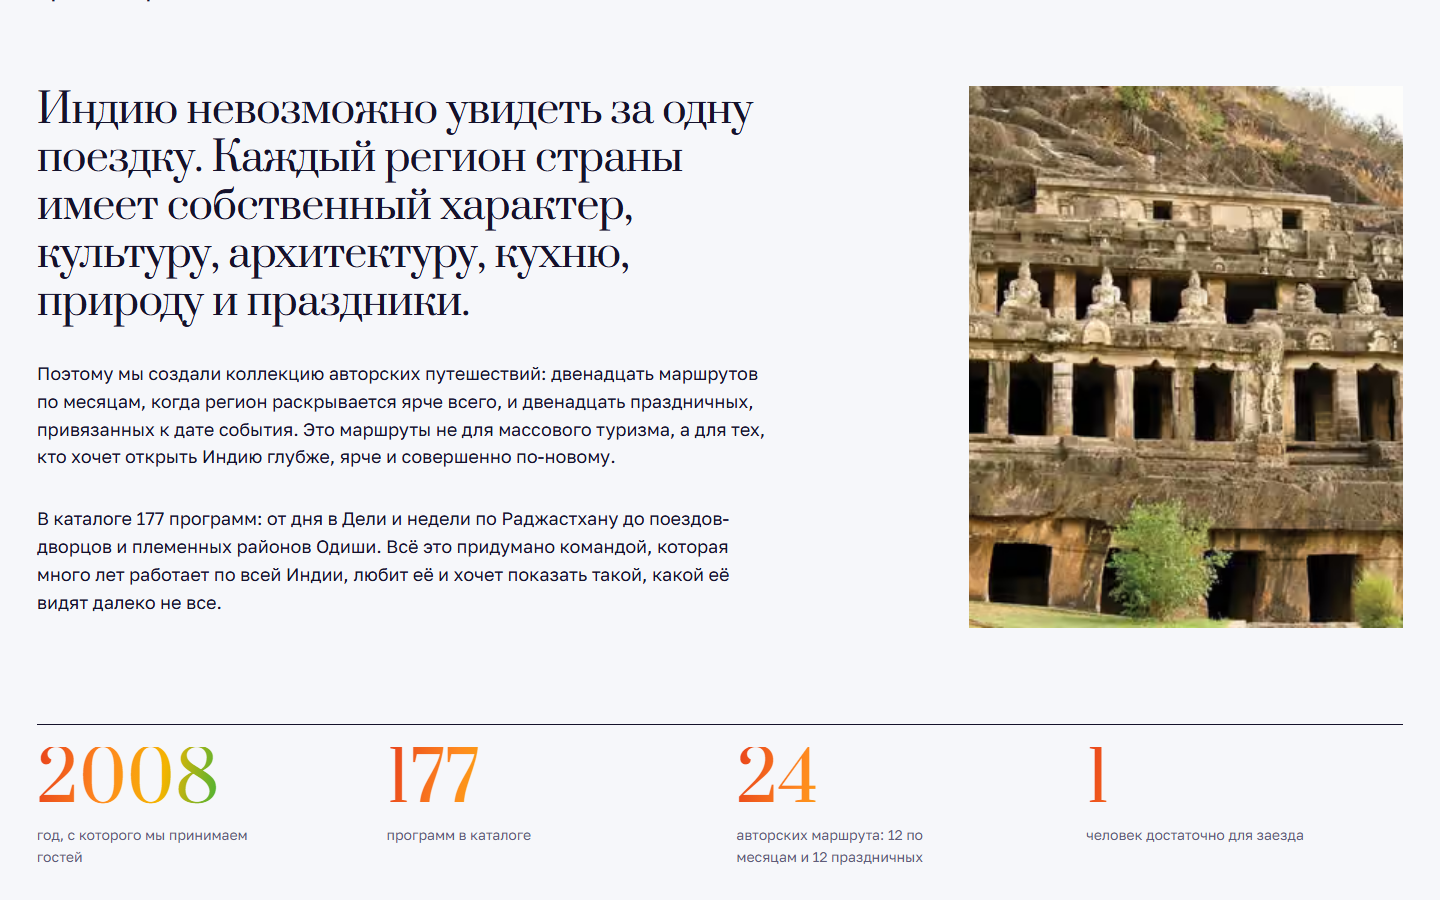 Индию невозможно увидеть за одну
поездку. Каждый регион страны
имеет собственный характер,
культуру, архитектуру, кухню,
природу и праздники.
Поэтому мы создали коллекцию авторских путешествий: двенадцать маршрутов
по месяцам, когда регион раскрывается ярче всего, и двенадцать праздничных,
привязанных к дате события. Это маршруты не для массового туризма, а для тех,
кто хочет открыть Индию глубже, ярче и совершенно по-новому.
В каталоге 177 программ: от дня в Дели и недели по Раджастхану до поездов-
дворцов и племенных районов Одиши. Всё это придумано командой, которая
много лет работает по всей Индии, любит её и хочет показать такой, какой её
видят далеко не все.
2008
год, с которого мы принимаем
гостей
177
программ в каталоге
24
авторских маршрута: 12 по
месяцам и 12 праздничных
1
человек достаточно для заезда